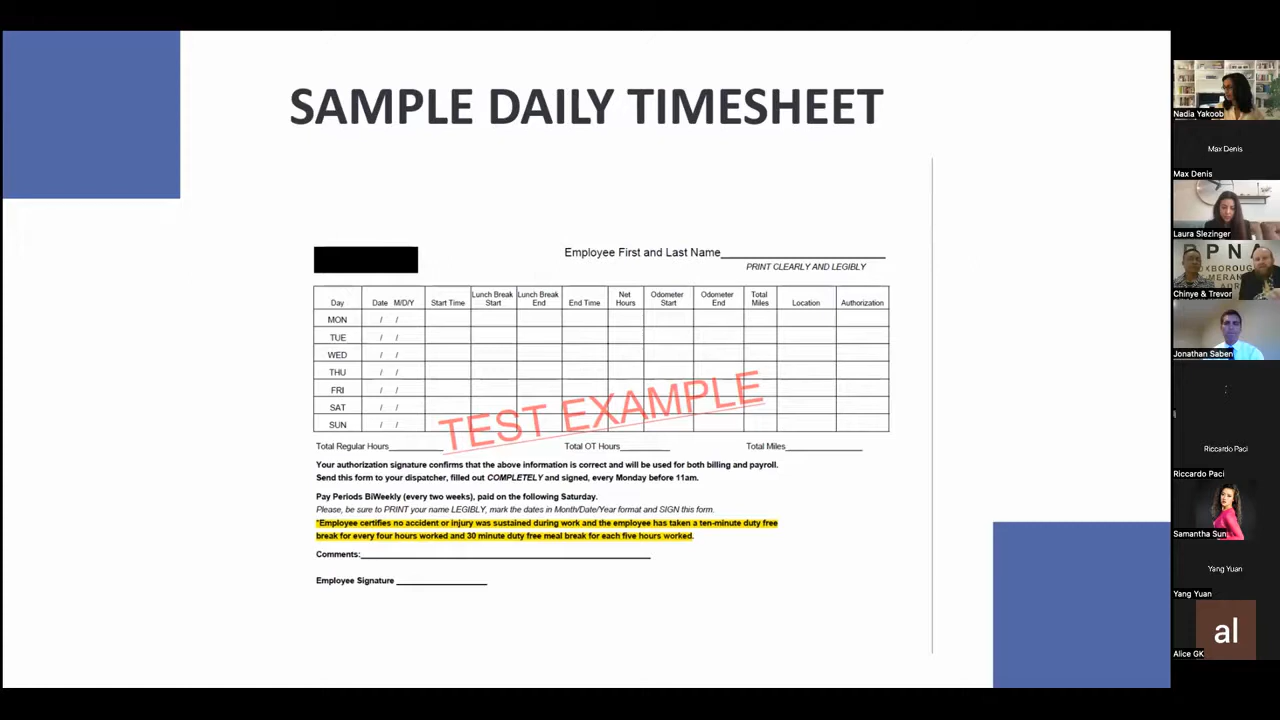 SAMPLE DAILY TIMESHEET
Employee First and Last Name
PRINT CLEARLY AND LEGIBLY
Day Date M/D/Y Start Time Lunch Break Start Lunch Break End End Time Net Hours Odometer Start Odometer End Total Miles Location Authorization
MON / /
TUE / /
WED / /
THU / /
FRI / /
SAT / /
SUN / /
TEST EXAMPLE
Total Regular Hours__________ Total OT Hours__________ Total Miles__________
Your authorization signature confirms that the above information is correct and will be used for both billing and payroll.
Send this form to your dispatcher, filled out COMPLETELY and signed, every Monday before 11am.
Pay Periods BiWeekly (every two weeks), paid on the following Saturday.
Please, be sure to PRINT your name LEGIBLY, mark the dates in Month/Date/Year format and SIGN this form.
*Employee certifies no accident or injury was sustained during work and the employee has taken a ten-minute duty free
break for every four hours worked and 30 minute duty free meal break for each five hours worked.
Comments:
Employee Signature
Nadia Yakoob
Max Denis
Max Denis
Laura Slezinger
Chinye & Trevor
Jonathan Saben
Riccardo Paci
Riccardo Paci
Samantha Sun
Yang Yuan
Yang Yuan
al
Alice GK